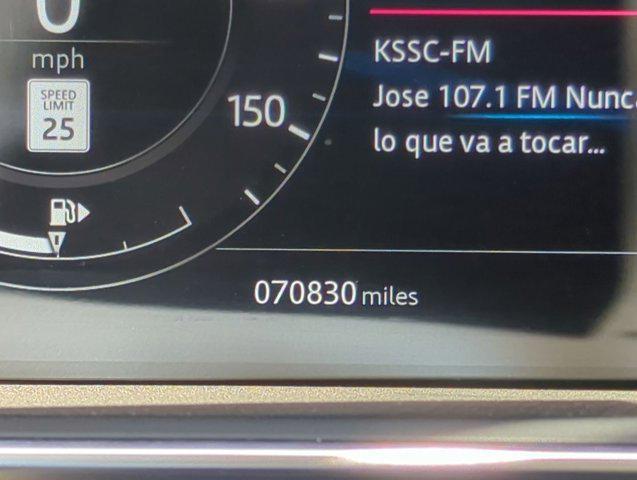 0
mph
SPEED
LIMIT
25
150
KSSC-FM
Jose 107.1 FM
lo que va a tocar...
070830 miles